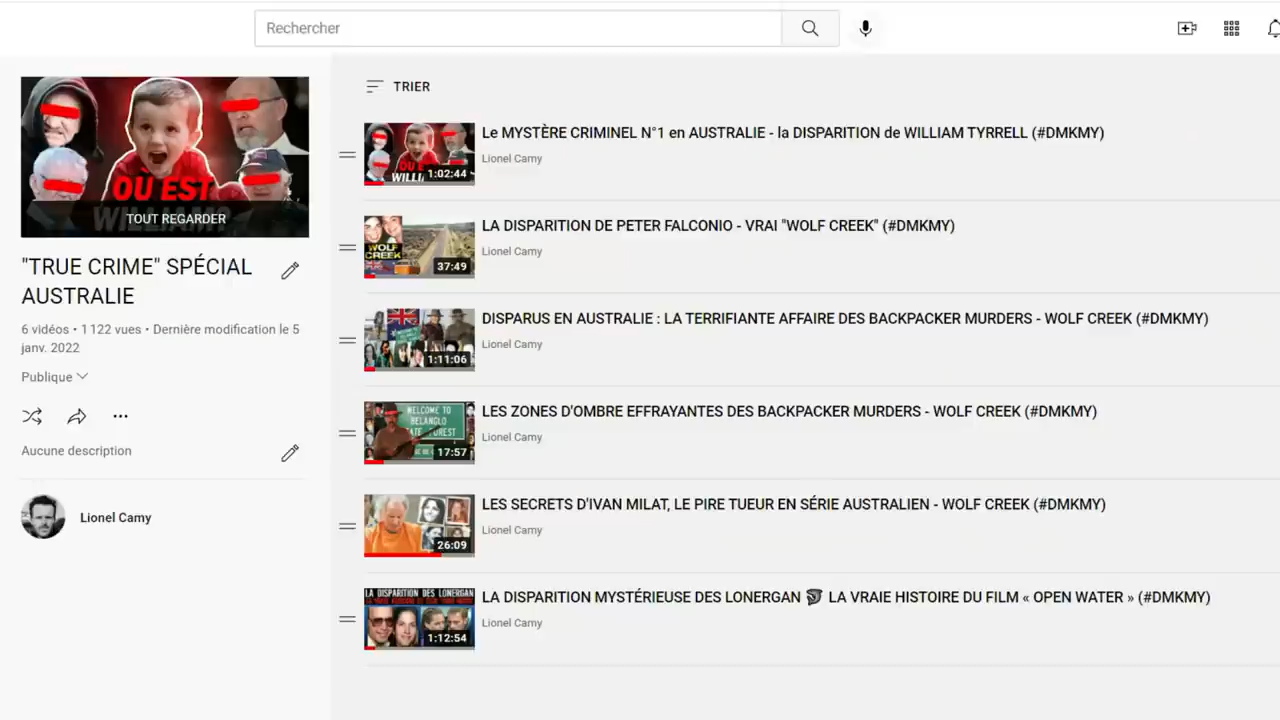 Rechercher
OÙ EST
WILLIAM
TOUT REGARDER
"TRUE CRIME" SPÉCIAL
AUSTRALIE
6 vidéos • 1 122 vues • Dernière modification le 5
janv. 2022
Publique
Aucune description
Lionel Camy
TRIER
OÙ E
WILLI
1:02:44
Le MYSTÈRE CRIMINEL N°1 en AUSTRALIE - la DISPARITION de WILLIAM TYRRELL (#DMKMY)
Lionel Camy
WOLF
CREEK
37:49
LA DISPARITION DE PETER FALCONIO - VRAI "WOLF CREEK" (#DMKMY)
Lionel Camy
1:11:06
DISPARUS EN AUSTRALIE : LA TERRIFIANTE AFFAIRE DES BACKPACKER MURDERS - WOLF CREEK (#DMKMY)
Lionel Camy
WELCOME TO
BELANGLO
ATE FOREST
17:57
LES ZONES D'OMBRE EFFRAYANTES DES BACKPACKER MURDERS - WOLF CREEK (#DMKMY)
Lionel Camy
26:09
LES SECRETS D'IVAN MILAT, LE PIRE TUEUR EN SÉRIE AUSTRALIEN - WOLF CREEK (#DMKMY)
Lionel Camy
LA DISPARITION DES LONERGAN
1:12:54
LA DISPARITION MYSTÉRIEUSE DES LONERGAN 🌪 LA VRAIE HISTOIRE DU FILM « OPEN WATER » (#DMKMY)
Lionel Camy